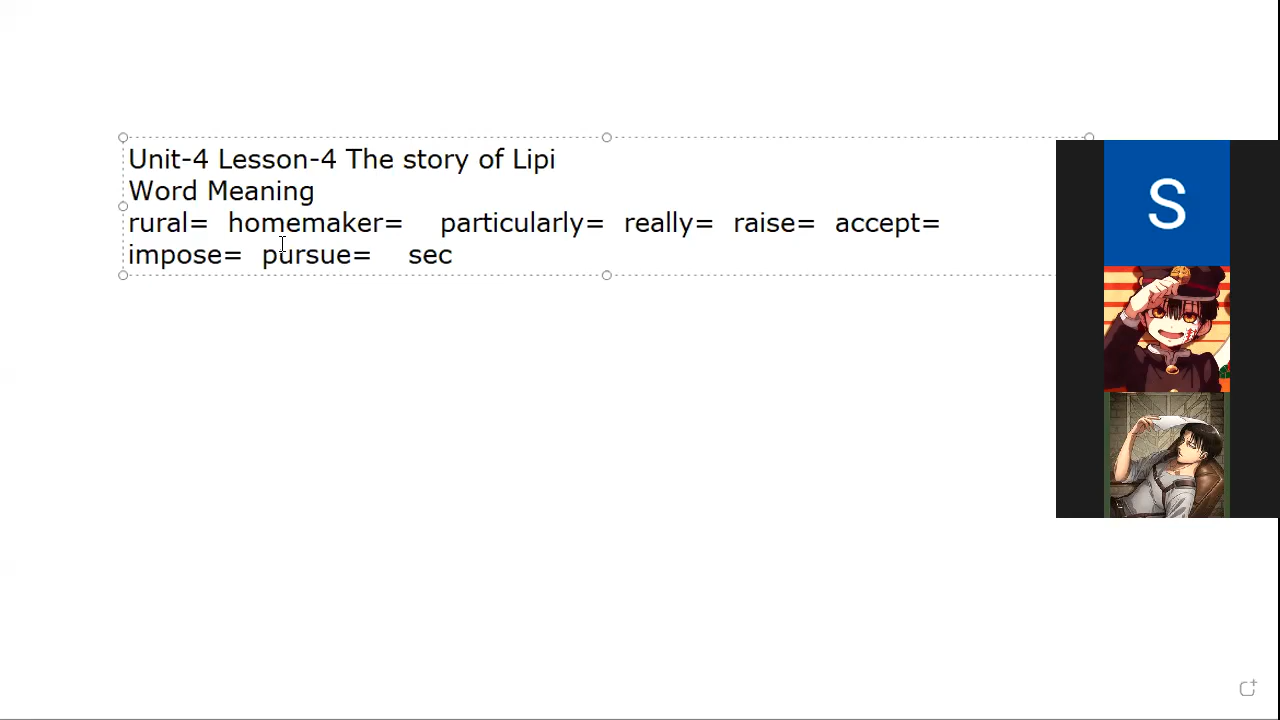 Unit-4 Lesson-4 The story of Lipi
Word Meaning
rural= homemaker= particularly= really= raise= accept=
impose= pursue= sec
S